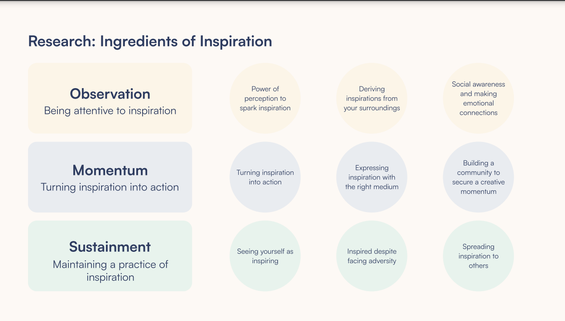 Research: Ingredients of Inspiration
Observation
Being attentive to inspiration
Power of
perception to
spark inspiration
Deriving
inspirations from
your surroundings
Social awareness
and making
emotional
connections
Momentum
Turning inspiration into action
Turning inspiration
into action
Expressing
inspiration with
the right medium
Building a
community to
secure a creative
momentum
Sustainment
Maintaining a practice of
inspiration
Seeing yourself as
inspiring
Inspired despite
facing adversity
Spreading
inspiration to
others